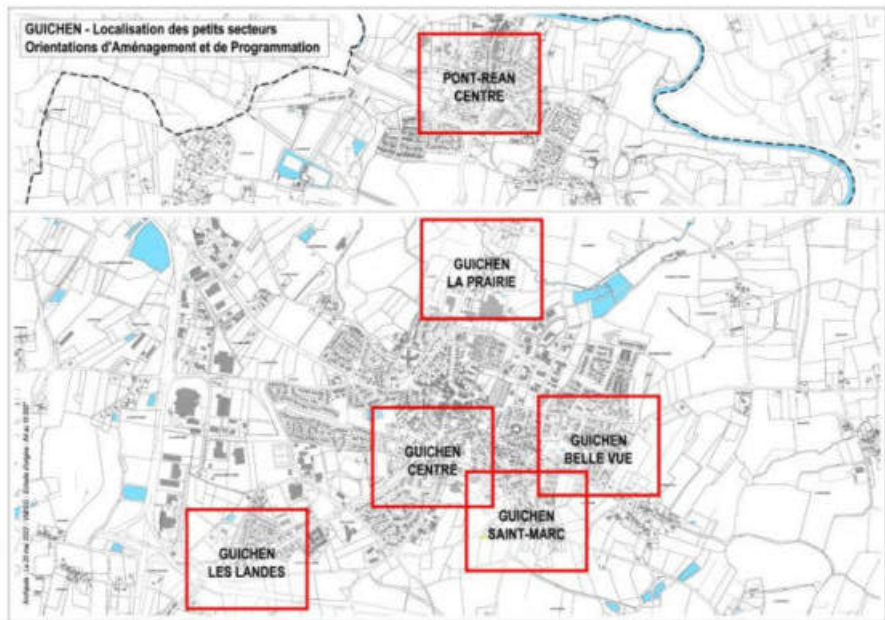 GUICHEN - Localisation des petits secteurs
Orientations d'Aménagement et de Programmation
PONT-REAN
CENTRE
GUICHEN
LA PRAIRIE
GUICHEN
CENTRE
GUICHEN
BELLE VUE
GUICHEN
SAINT-MARC
GUICHEN
LES LANDES